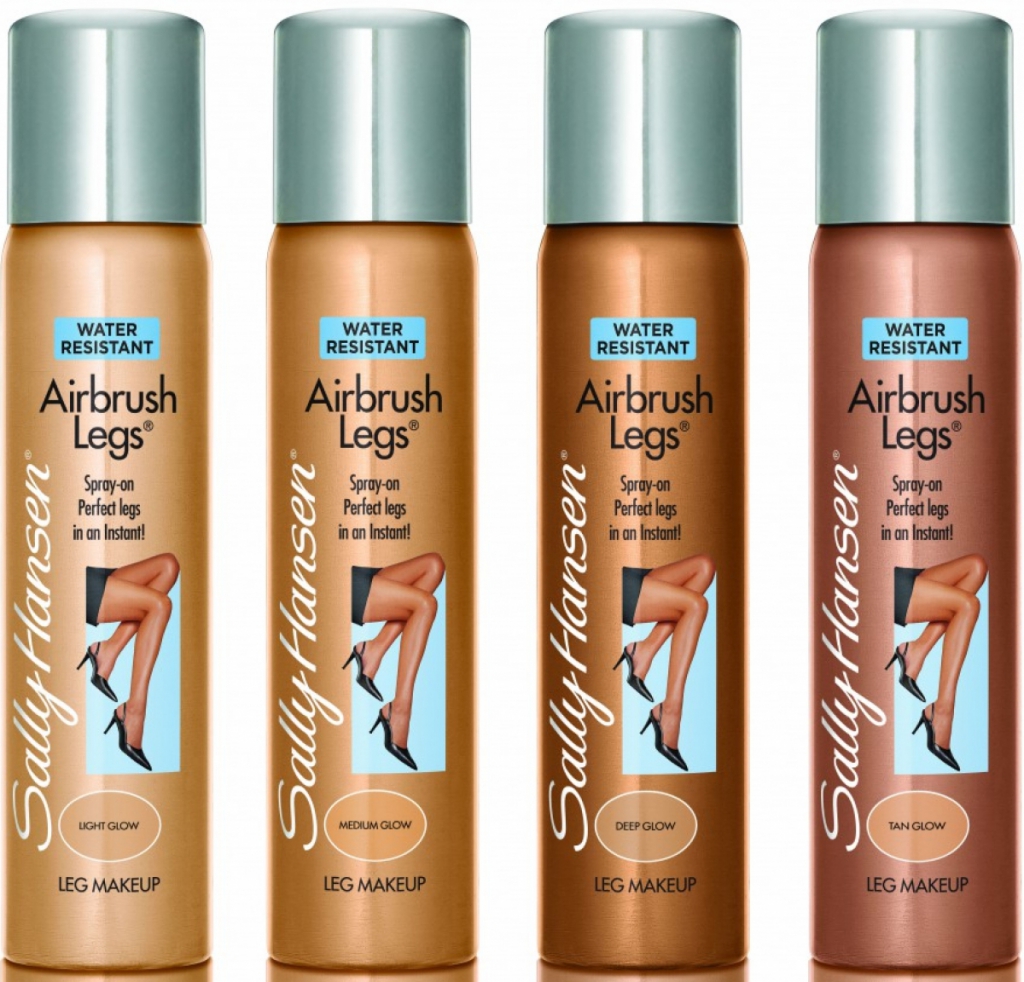 WATER
RESISTANT
Airbrush
Legs®
Spray-on
Perfect legs
in an Instant!
Sally Hansen®
LIGHT GLOW
LEG MAKEUP
WATER
RESISTANT
Airbrush
Legs®
Spray-on
Perfect legs
in an Instant!
Sally Hansen®
MEDIUM GLOW
LEG MAKEUP
WATER
RESISTANT
Airbrush
Legs®
Spray-on
Perfect legs
in an Instant!
Sally Hansen®
DEEP GLOW
LEG MAKEUP
WATER
RESISTANT
Airbrush
Legs®
Spray-on
Perfect legs
in an Instant!
Sally Hansen®
TAN GLOW
LEG MAKEUP